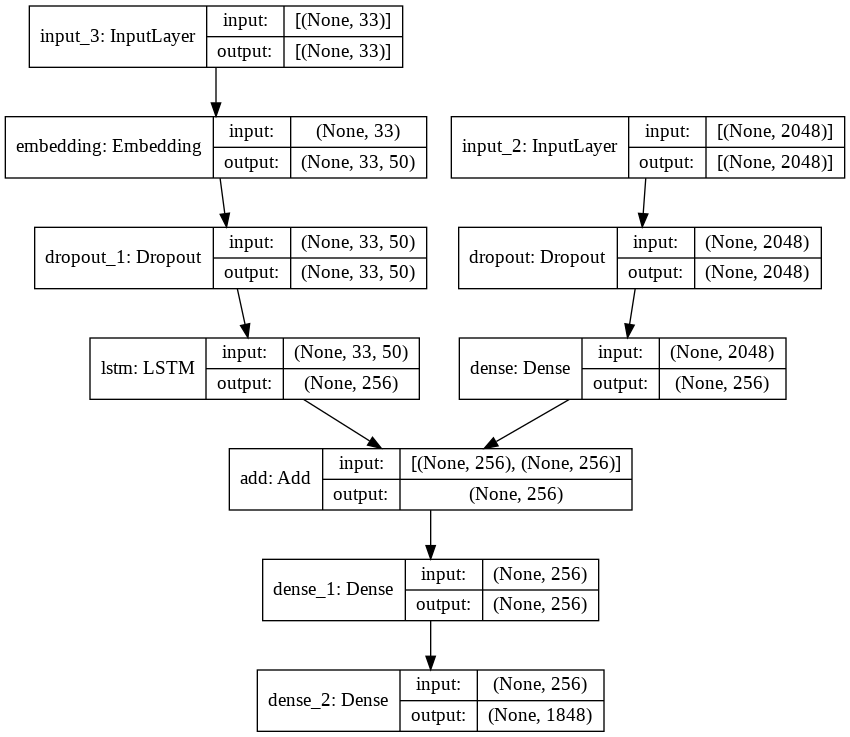 input_3: InputLayer
input: [(None, 33)]
output: [(None, 33)]
embedding: Embedding
input: (None, 33)
output: (None, 33, 50)
input_2: InputLayer
input: [(None, 2048)]
output: [(None, 2048)]
dropout_1: Dropout
input: (None, 33, 50)
output: (None, 33, 50)
dropout: Dropout
input: (None, 2048)
output: (None, 2048)
lstm: LSTM
input: (None, 33, 50)
output: (None, 256)
dense: Dense
input: (None, 2048)
output: (None, 256)
add: Add
input: [(None, 256), (None, 256)]
output: (None, 256)
dense_1: Dense
input: (None, 256)
output: (None, 256)
dense_2: Dense
input: (None, 256)
output: (None, 1848)